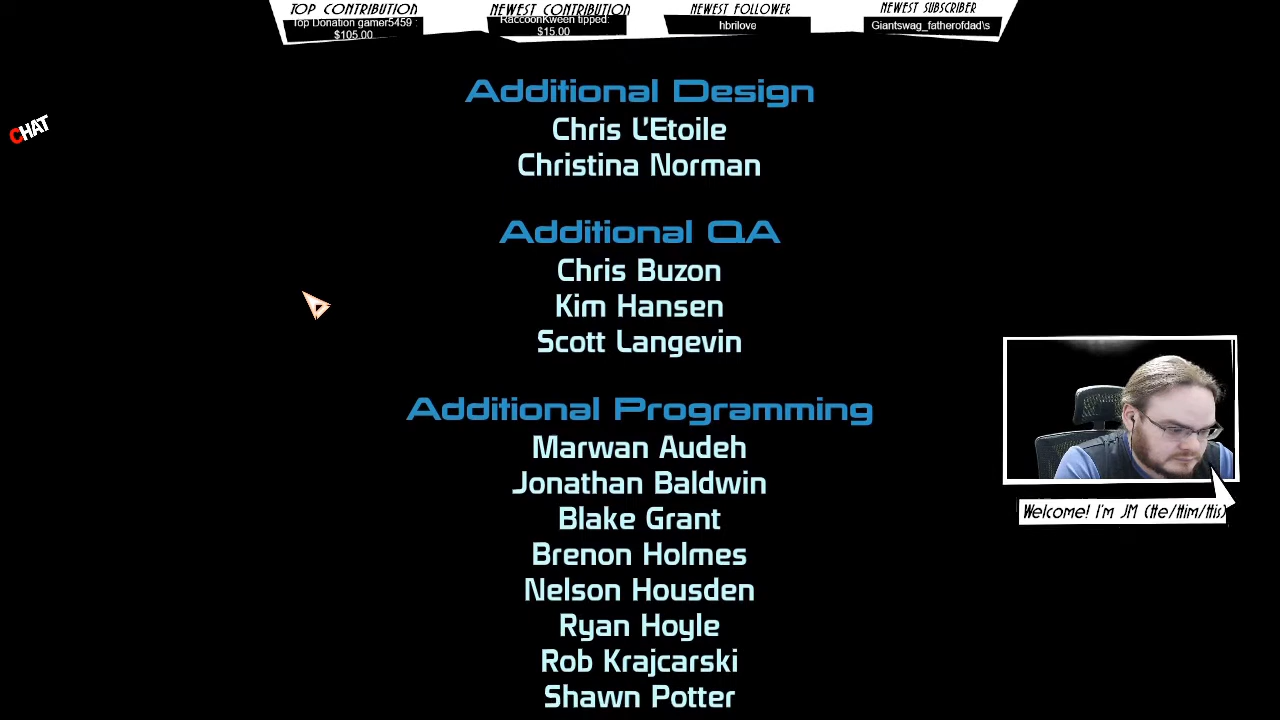 TOP CONTRIBUTION
Top Donation gamer5459 :
$105.00
NEWEST CONTRIBUTION
RaccoonKween tipped:
$15.00
NEWEST FOLLOWER
hbrilove
NEWEST SUBSCRIBER
Giantswag_fatherofdad\s
CHAT
Additional Design
Chris L'Etoile
Christina Norman
Additional QA
Chris Buzon
Kim Hansen
Scott Langevin
Additional Programming
Marwan Audeh
Jonathan Baldwin
Blake Grant
Brenon Holmes
Nelson Housden
Ryan Hoyle
Rob Krajcarski
Shawn Potter
Welcome! I'm JM (He/Him/His)